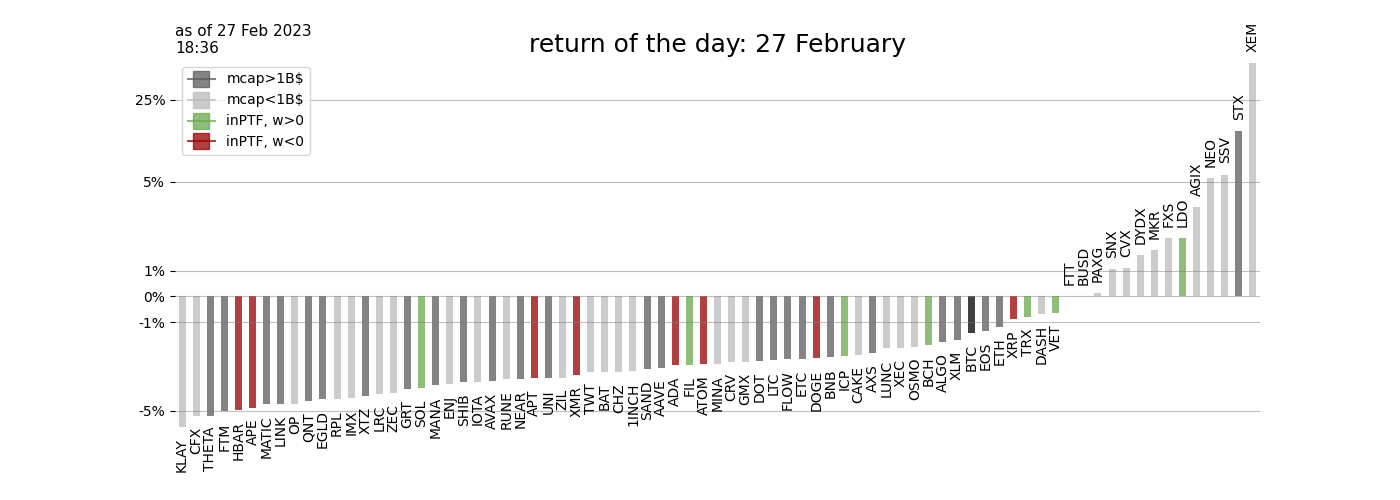 as of 27 Feb 2023
18:36
return of the day: 27 February
mcap>1B$
mcap<1B$
inPTF, w>0
inPTF, w<0
25%
5%
1%
0%
-1%
-5%
KLAY
CFX
THETA
FTM
HBAR
APE
MATIC
LINK
OP
QNT
EGLD
RPL
IMX
XTZ
LRC
ZEC
GRT
SOL
MANA
ENJ
SHIB
IOTA
AVAX
RUNE
NEAR
APT
UNI
ZIL
XMR
TWT
BAT
CHZ
1INCH
SAND
AAVE
ADA
FIL
ATOM
MINA
CRV
GMX
DOT
LTC
FLOW
ETC
DOGE
BNB
ICP
CAKE
AXS
LUNC
XEC
OSMO
BCH
ALGO
XLM
BTC
EOS
ETH
XRP
TRX
DASH
VET
FTT
BUSD
PAXG
SNX
CVX
DYDX
MKR
FXS
LDO
AGIX
NEO
SSV
STX
XEM